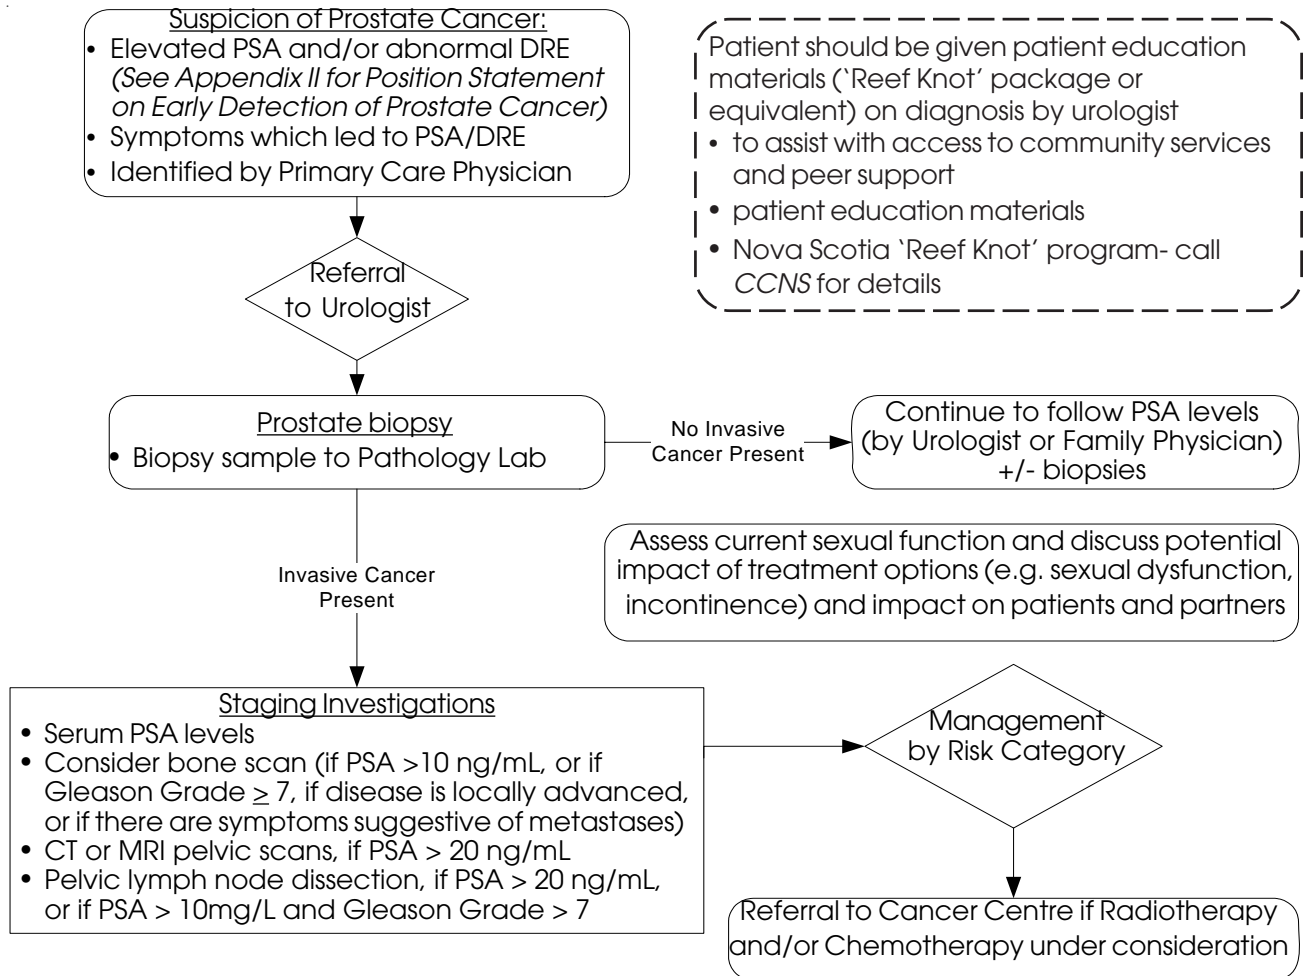 Suspicion of Prostate Cancer:
• Elevated PSA and/or abnormal DRE
(See Appendix II for Position Statement
on Early Detection of Prostate Cancer)
• Symptoms which led to PSA/DRE
• Identified by Primary Care Physician
Patient should be given patient education
materials (‘Reef Knot’ package or
equivalent) on diagnosis by urologist
• to assist with access to community services
and peer support
• patient education materials
• Nova Scotia ‘Reef Knot’ program- call
CCNS for details
Referral
to Urologist
Prostate biopsy
• Biopsy sample to Pathology Lab
No Invasive
Cancer Present
Continue to follow PSA levels
(by Urologist or Family Physician)
+/- biopsies
Invasive Cancer
Present
Assess current sexual function and discuss potential
impact of treatment options (e.g. sexual dysfunction,
incontinence) and impact on patients and partners
Staging Investigations
• Serum PSA levels
• Consider bone scan (if PSA >10 ng/mL, or if
Gleason Grade ≥ 7, if disease is locally advanced,
or if there are symptoms suggestive of metastases)
• CT or MRI pelvic scans, if PSA > 20 ng/mL
• Pelvic lymph node dissection, if PSA > 20 ng/mL,
or if PSA > 10mg/L and Gleason Grade > 7
Management
by Risk Category
Referral to Cancer Centre if Radiotherapy
and/or Chemotherapy under consideration